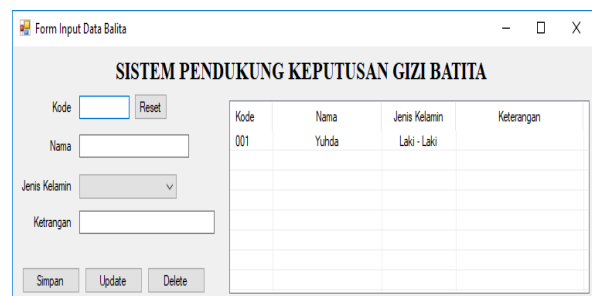 Form Input Data Balita
SISTEM PENDUKUNG KEPUTUSAN GIZI BATITA
Kode Reset
Nama
Jenis Kelamin
Ketrangan
Simpan Update Delete
Kode Nama Jenis Kelamin Keterangan
001 Yuhda Laki - Laki